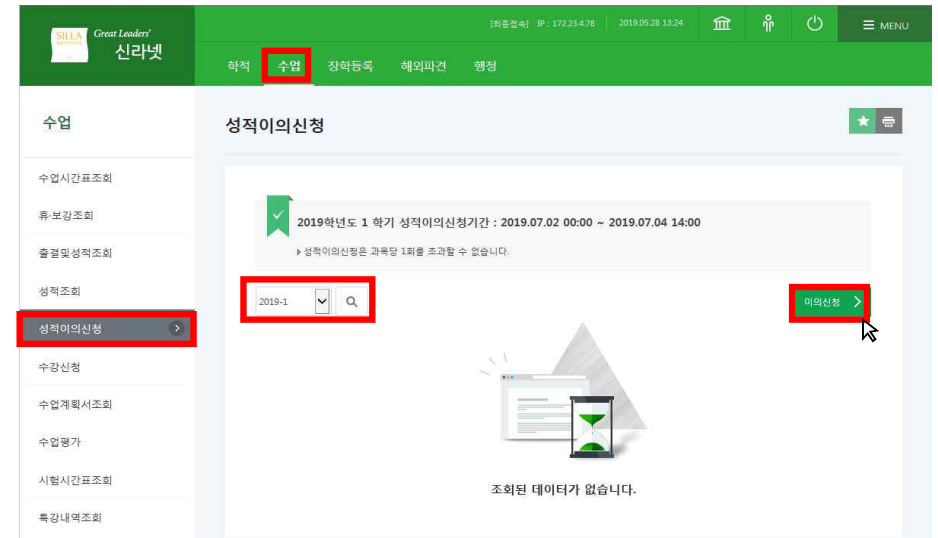 SILLA
Great Leaders'
신라넷
[최종접속] IP : 172.23.4.78 2019.05.28 13:24
MENU
학적 수업 장학등록 해외파견 행정
수업
성적이의신청
수업시간표조회
휴·보강조회
출결및성적조회
성적조회
성적이의신청
수강신청
수업계획서조회
수업평가
시험시간표조회
특강내역조회
2019학년도 1 학기 성적이의신청기간 : 2019.07.02 00:00 ~ 2019.07.04 14:00
성적이의신청은 과목당 1회를 초과할 수 없습니다.
2019-1
이의신청
조회된 데이터가 없습니다.